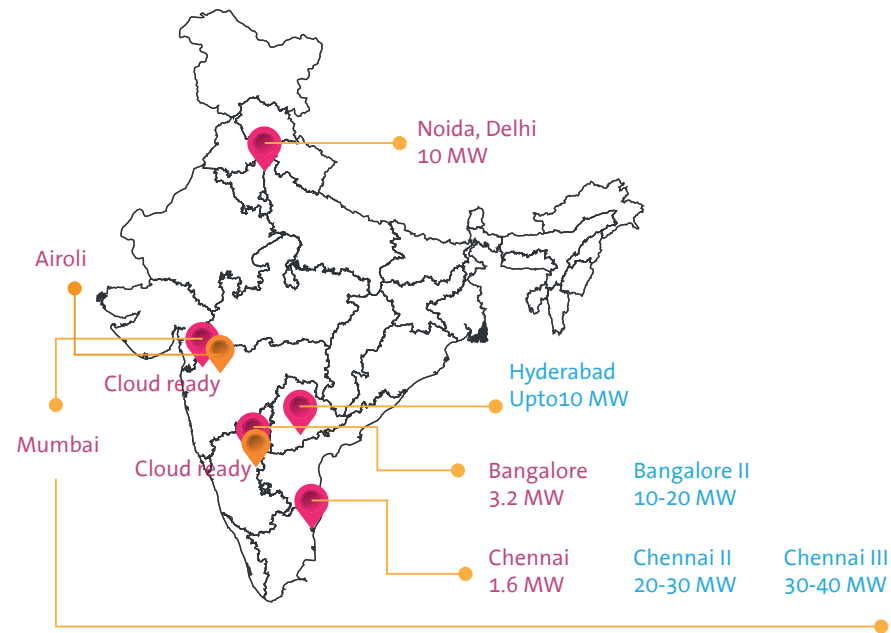 Noida, Delhi
10 MW
Airoli
Cloud ready
Hyderabad
Upto10 MW
Mumbai
Cloud ready
Bangalore
3.2 MW
Bangalore II
10-20 MW
Chennai
1.6 MW
Chennai II
20-30 MW
Chennai III
30-40 MW